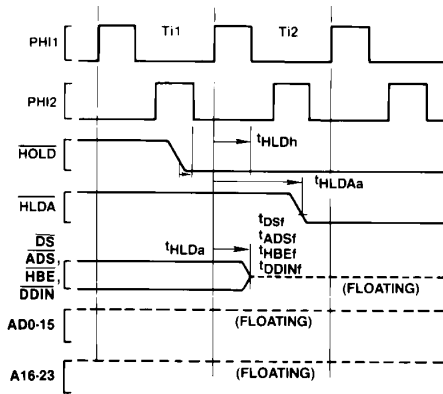 PHI1
Ti1
Ti2
PHI2
HOLD
tHLDh
HLDA
tHLDAa
tDSf
tADSf
tHBEf
tDDINf
tHLDa
DS
ADS,
HBE,
DDIN
(FLOATING)
AD0-15
(FLOATING)
A16-23
(FLOATING)